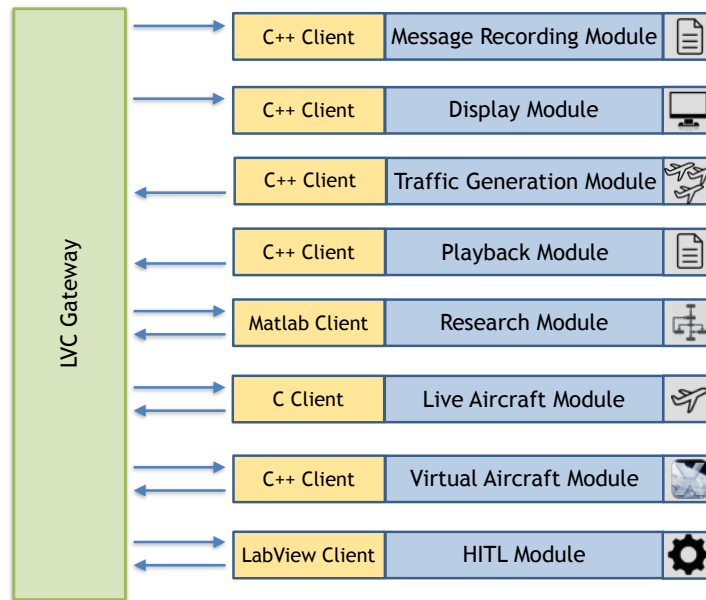 LVC Gateway
C++ Client Message Recording Module
C++ Client Display Module
C++ Client Traffic Generation Module
C++ Client Playback Module
Matlab Client Research Module
C Client Live Aircraft Module
C++ Client Virtual Aircraft Module
LabView Client HITL Module